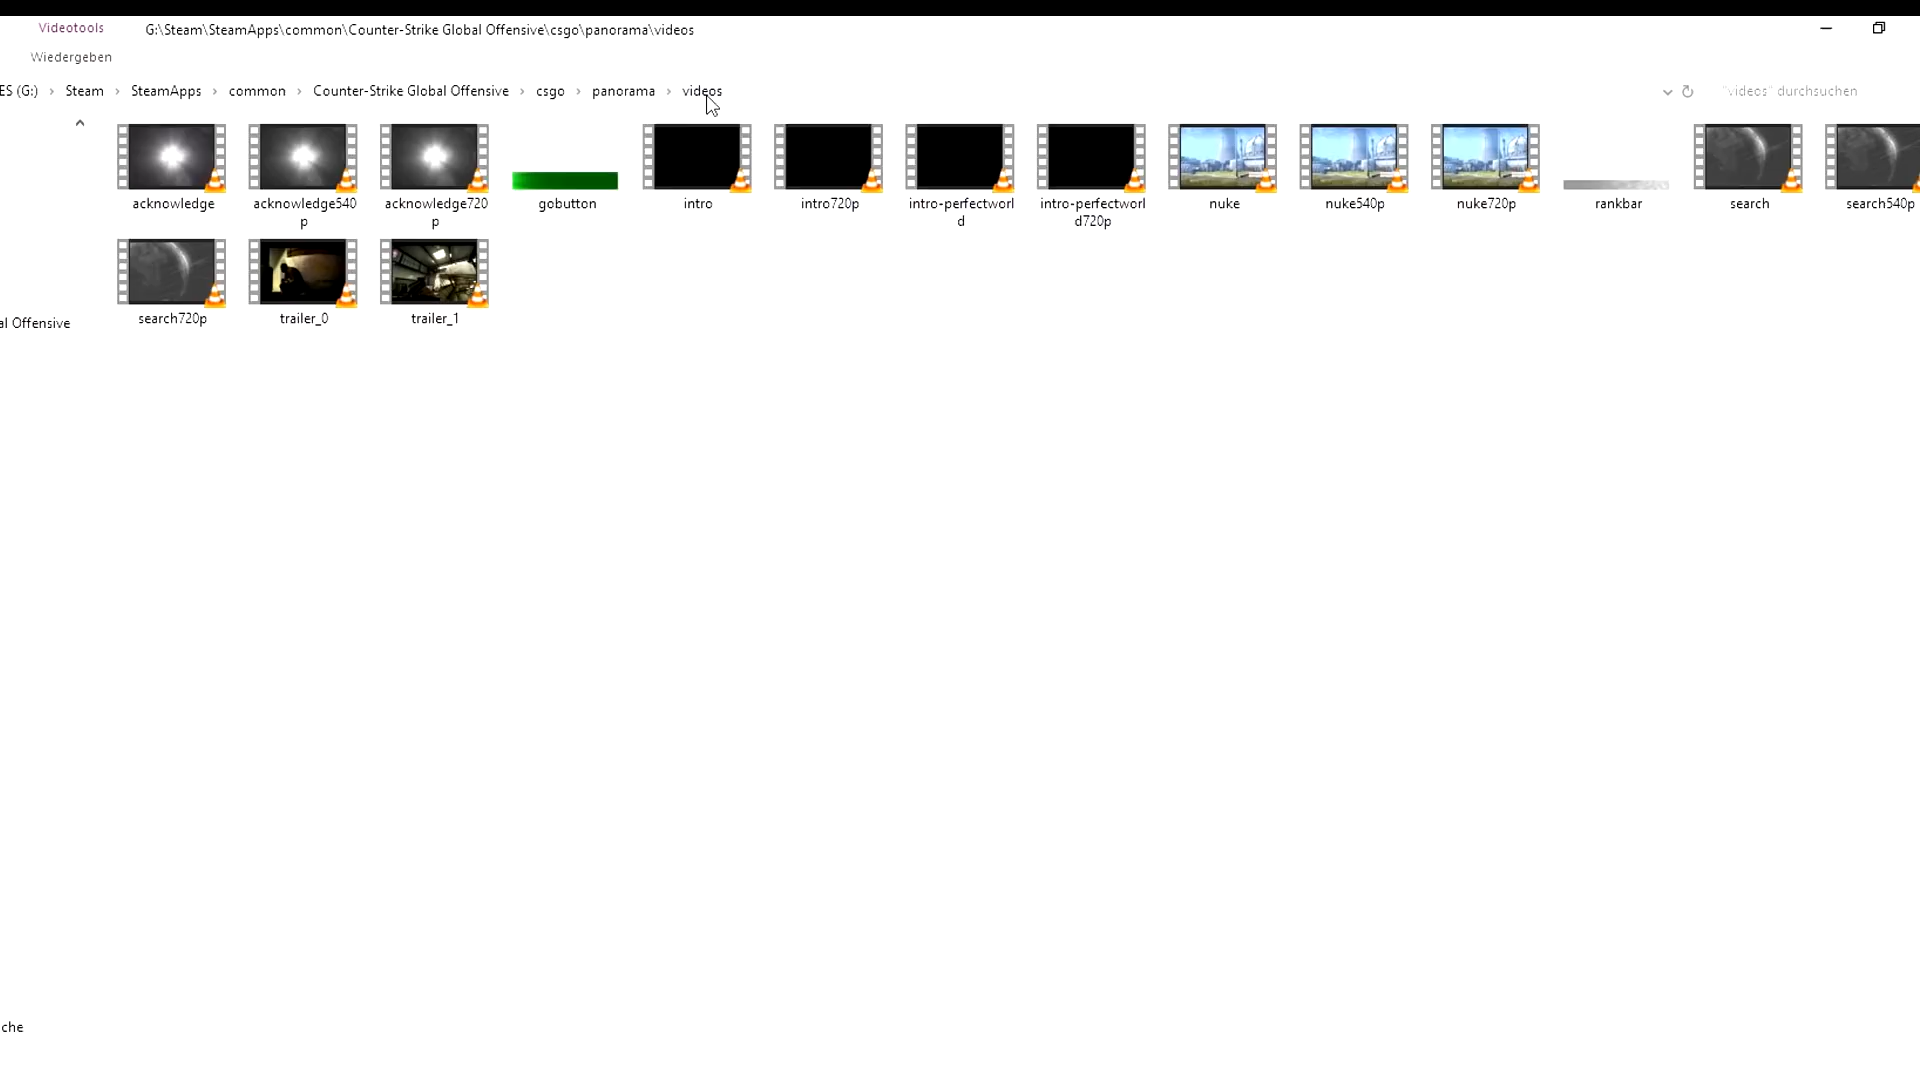 Videotools
G:\Steam\SteamApps\common\Counter-Strike Global Offensive\csgo\panorama\videos
Wiedergeben
ES (G:) › Steam › SteamApps › common › Counter-Strike Global Offensive › csgo › panorama › videos
"videos" durchsuchen
acknowledge
acknowledge540
p
acknowledge720
p
gobutton
intro
intro720p
intro-perfectworl
d
intro-perfectworl
d720p
nuke
nuke540p
nuke720p
rankbar
search
search540p
search720p
trailer_0
trailer_1
al Offensive
che